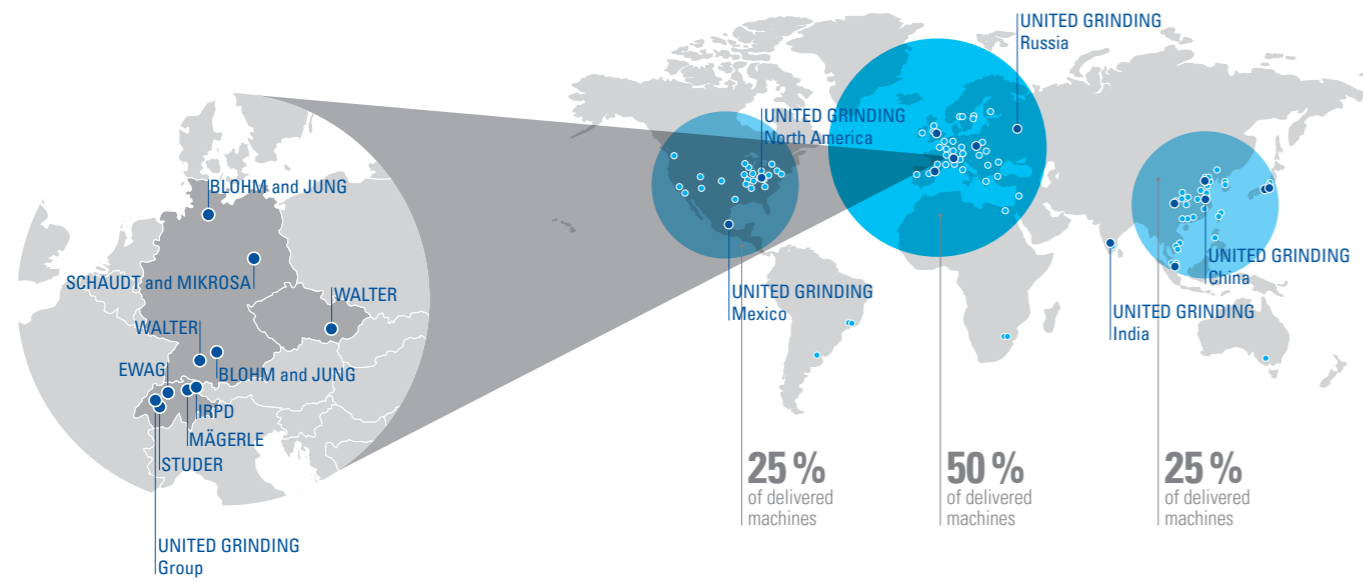 BLOHM and JUNG
SCHAUDT and MIKROSA
WALTER
WALTER
EWAG
BLOHM and JUNG
IRPD
MÄGERLE
STUDER
UNITED GRINDING
Group
UNITED GRINDING
North America
UNITED GRINDING
Mexico
UNITED GRINDING
Russia
UNITED GRINDING
China
UNITED GRINDING
India
25 %
of delivered
machines
50 %
of delivered
machines
25 %
of delivered
machines